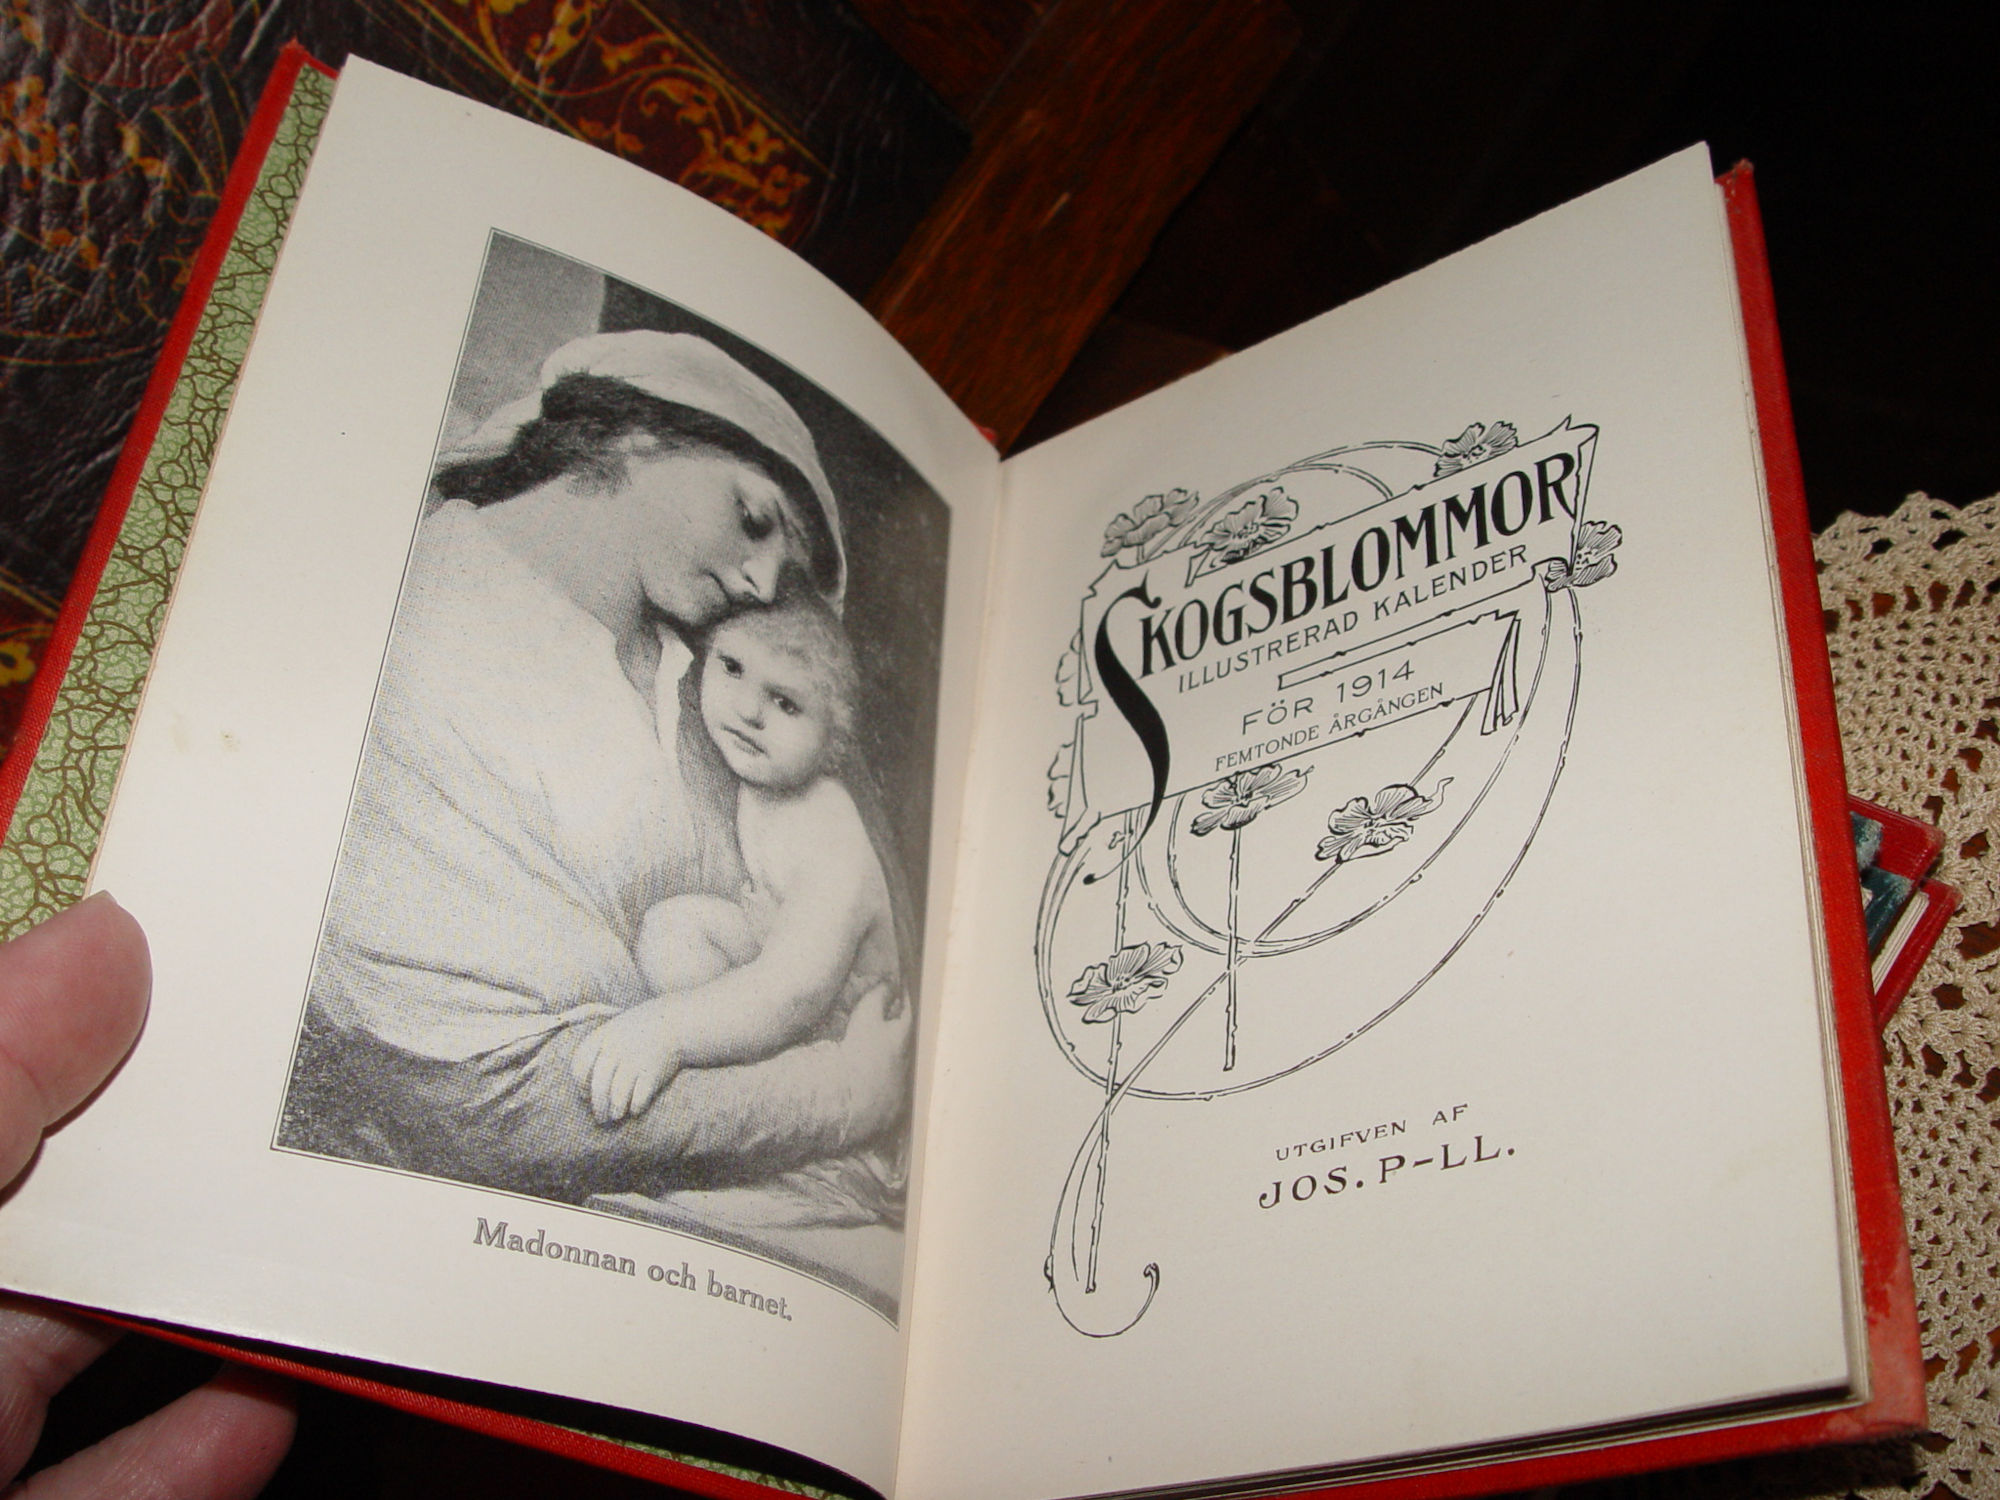 Madonnan och barnet.
SKOGSBLOMMOR
ILLUSTRERAD KALENDER
FÖR 1914
FEMTONDE ÅRGÅNGEN
UTGIFVEN AF
JOS. P-LL.